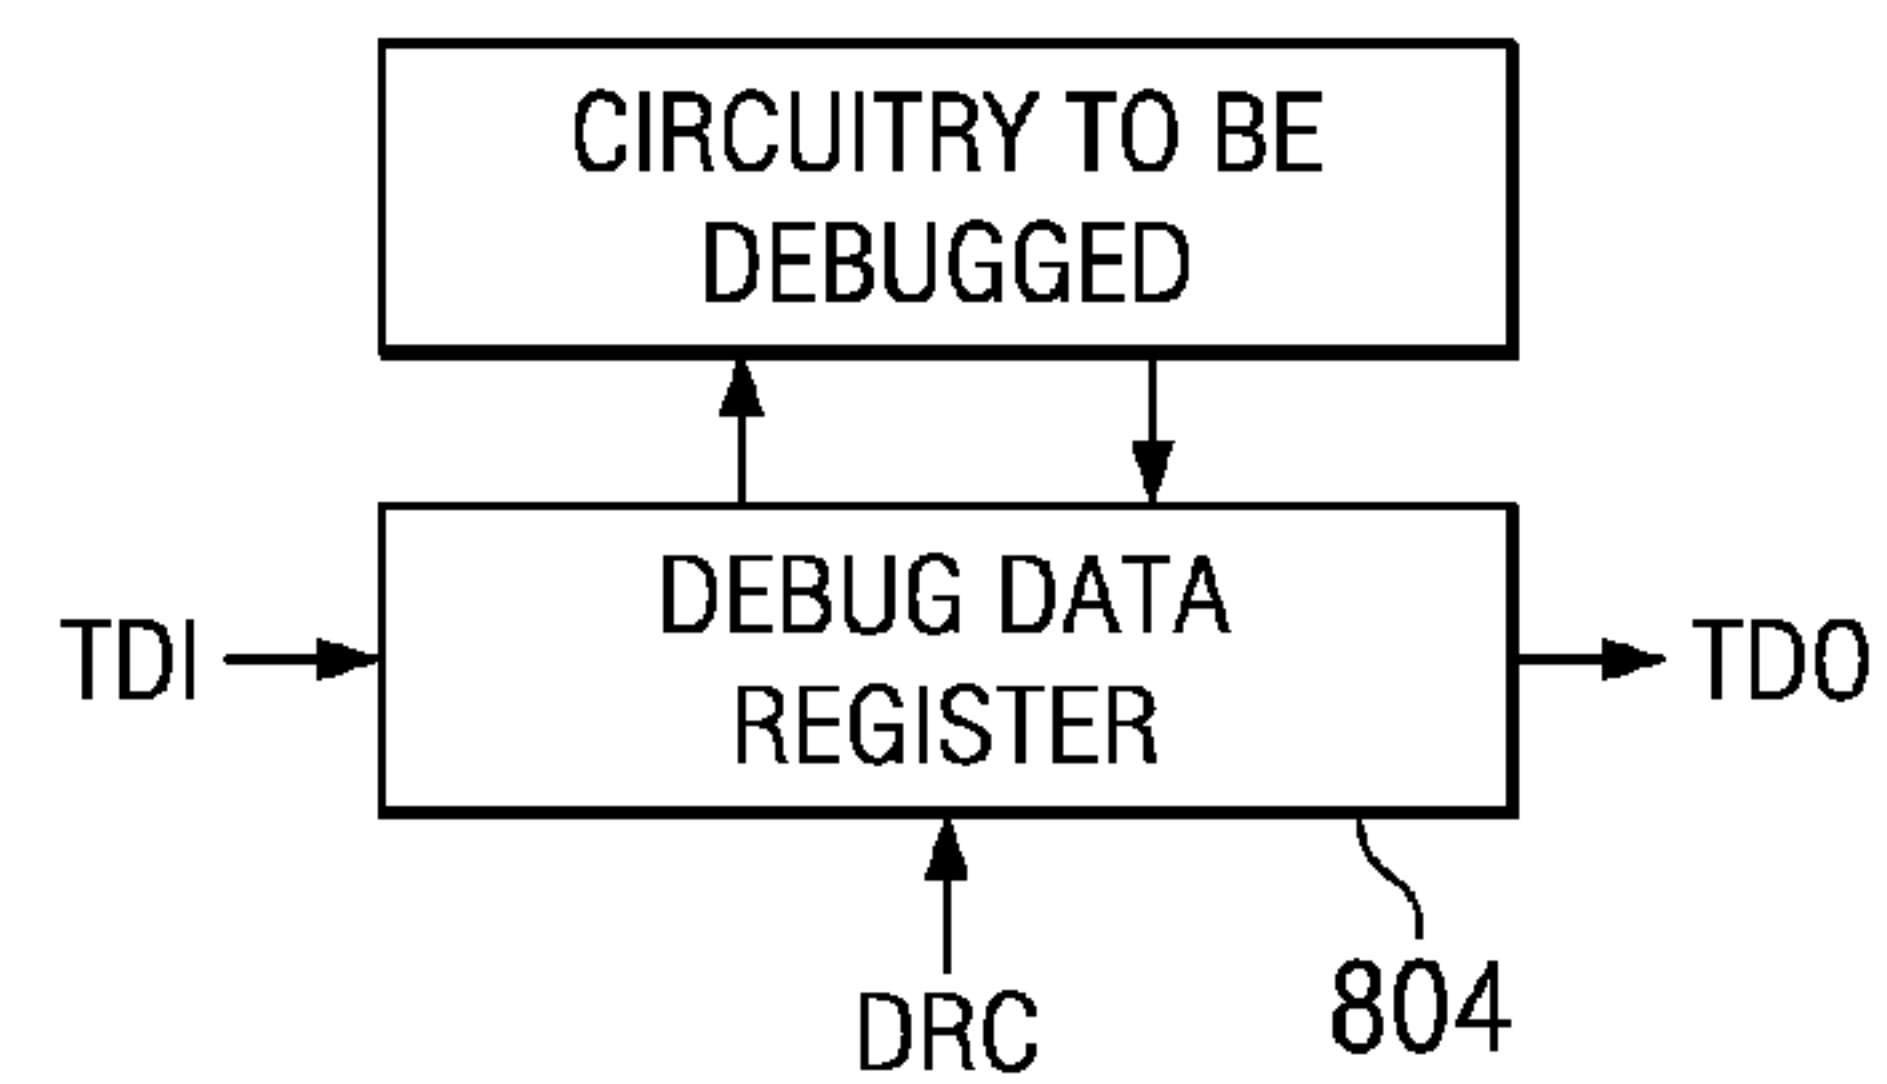 CIRCUITRY TO BE
DEBUGGED
DEBUG DATA
REGISTER
TDI
TDO
DRC
804